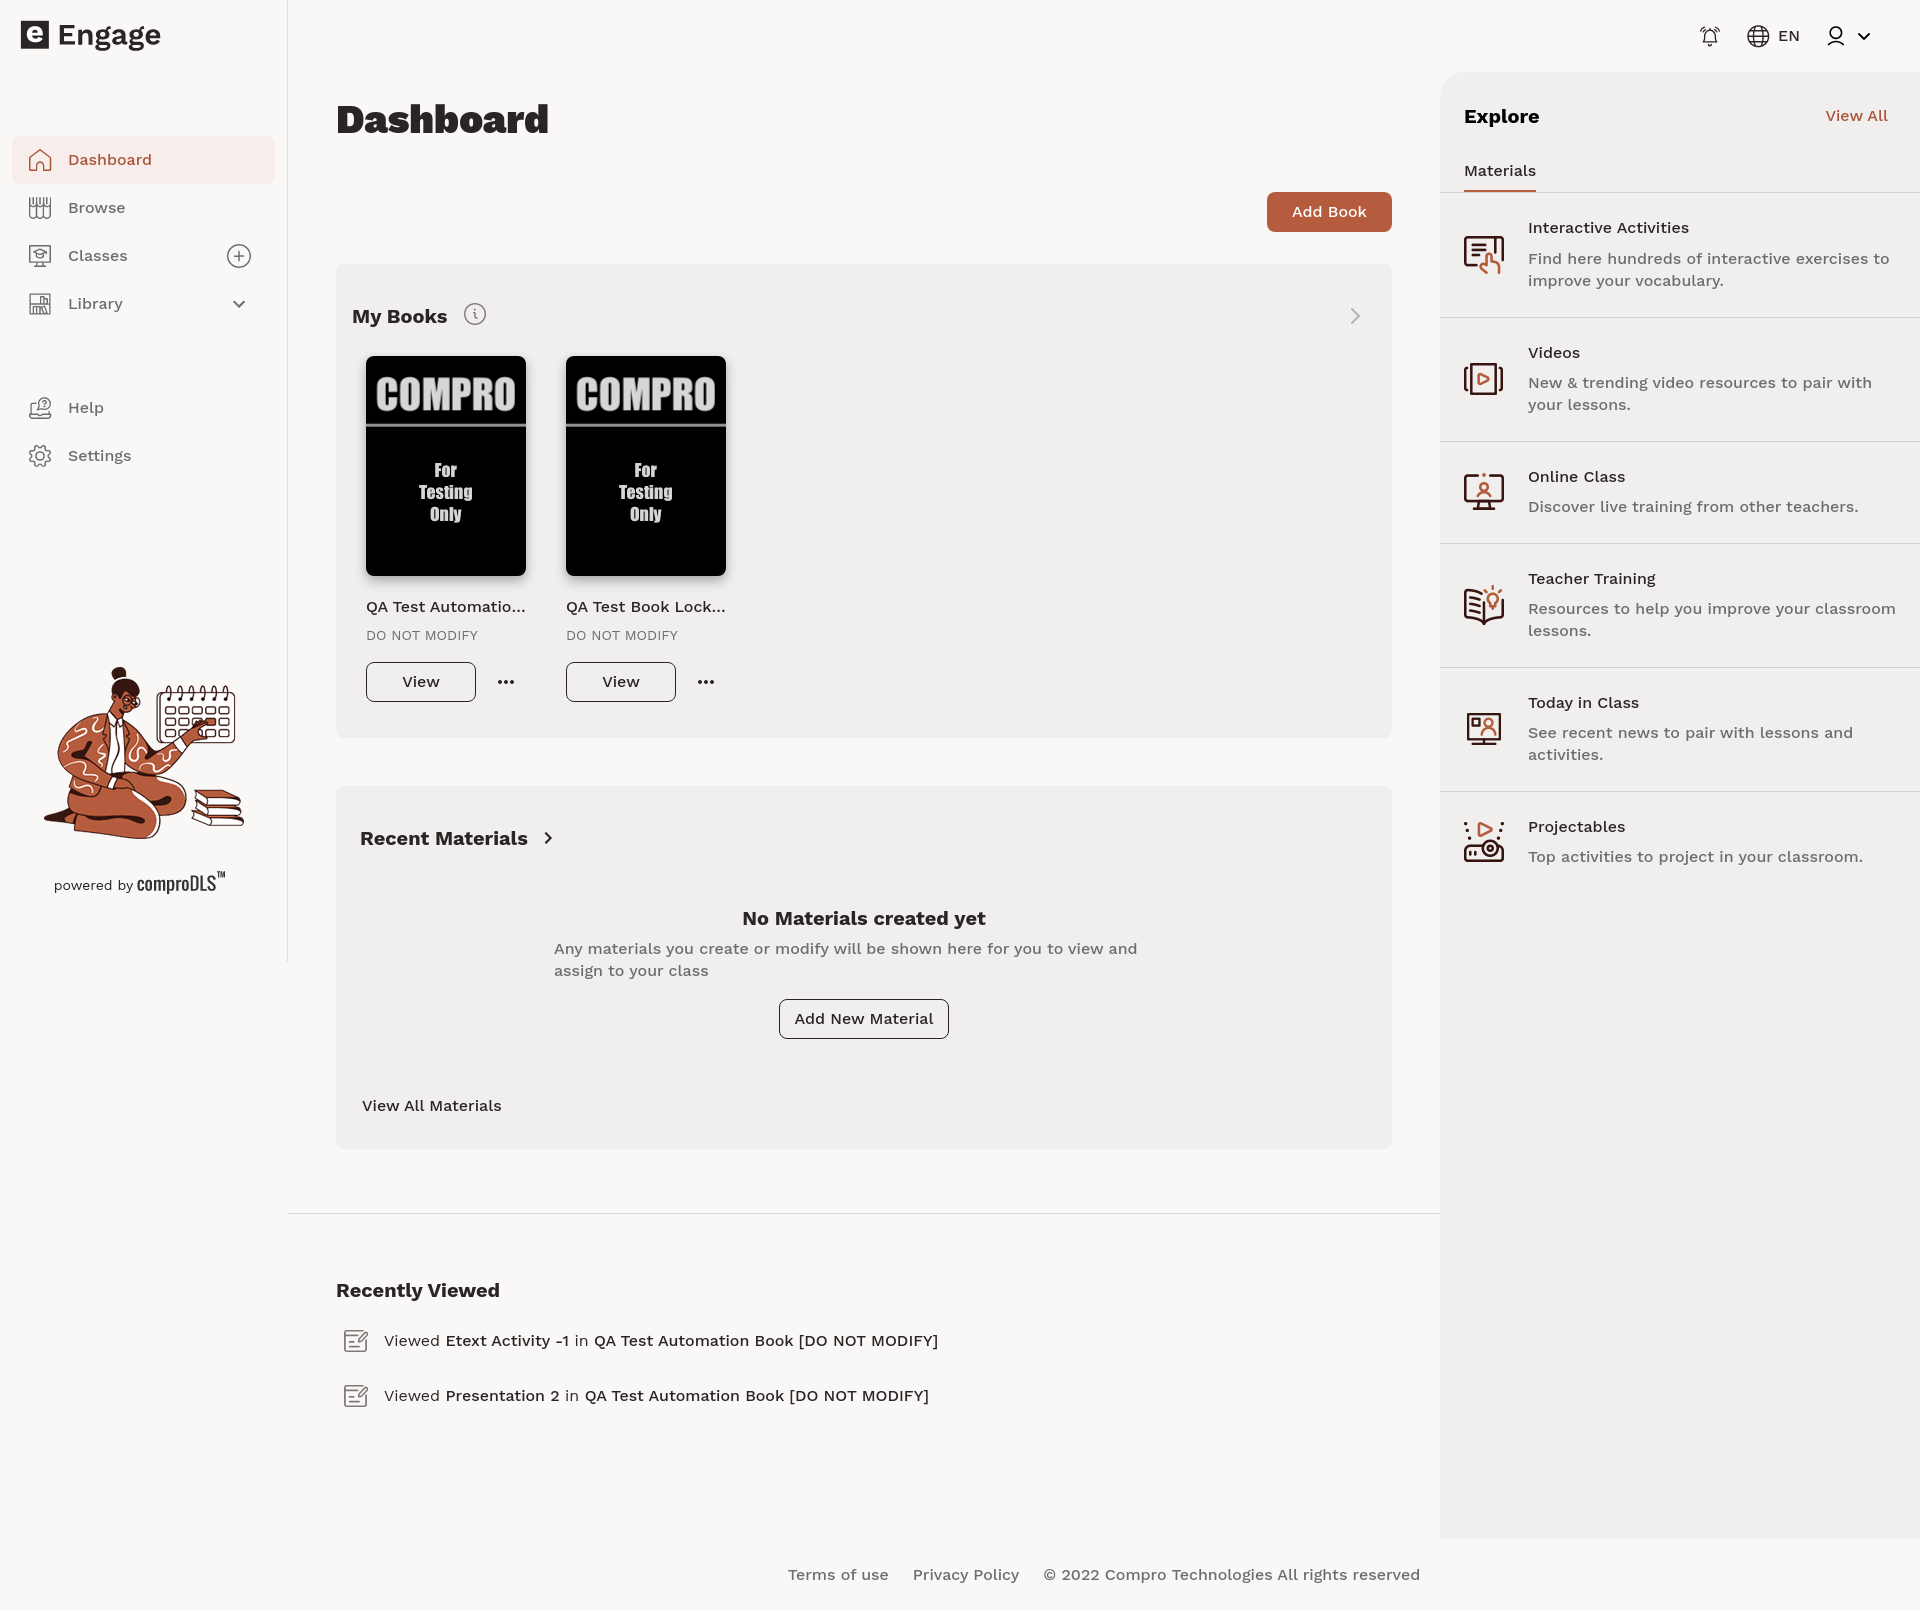 e Engage
EN
Dashboard
Browse
Classes
Library
Help
Settings
powered by comproDLS™
Dashboard
Add Book
My Books
COMPRO
For
Testing
Only
QA Test Automatio...
DO NOT MODIFY
View
COMPRO
For
Testing
Only
QA Test Book Lock...
DO NOT MODIFY
View
Recent Materials
No Materials created yet
Any materials you create or modify will be shown here for you to view and
assign to your class
Add New Material
View All Materials
Recently Viewed
Viewed Etext Activity -1 in QA Test Automation Book [DO NOT MODIFY]
Viewed Presentation 2 in QA Test Automation Book [DO NOT MODIFY]
Explore
View All
Materials
Interactive Activities
Find here hundreds of interactive exercises to
improve your vocabulary.
Videos
New & trending video resources to pair with
your lessons.
Online Class
Discover live training from other teachers.
Teacher Training
Resources to help you improve your classroom
lessons.
Today in Class
See recent news to pair with lessons and
activities.
Projectables
Top activities to project in your classroom.
Terms of use
Privacy Policy
© 2022 Compro Technologies All rights reserved